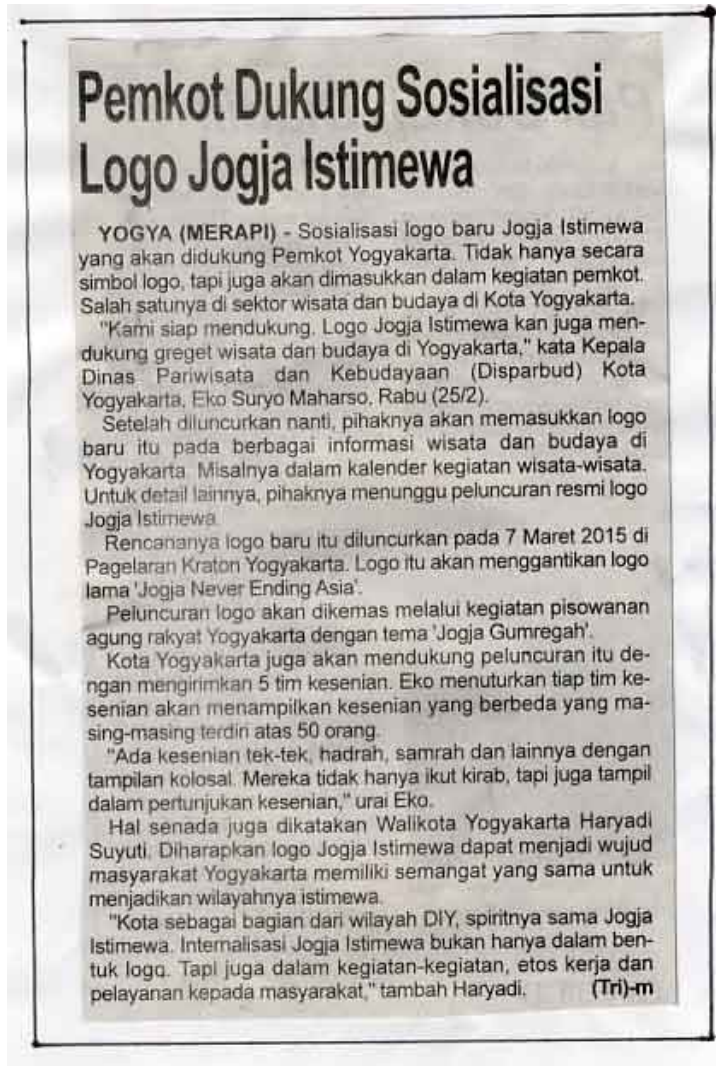 Pemkot Dukung Sosialisasi
Logo Jogja Istimewa
YOGYA (MERAPI) - Sosialisasi logo baru Jogja Istimewa
yang akan didukung Pemkot Yogyakarta. Tidak hanya secara
simbol logo, tapi juga akan dimasukkan dalam kegiatan pemkot.
Salah satunya di sektor wisata dan budaya di Kota Yogyakarta.
"Kami siap mendukung. Logo Jogja Istimewa kan juga men-
dukung greget wisata dan budaya di Yogyakarta," kata Kepala
Dinas Pariwisata dan Kebudayaan (Disparbud) Kota
Yogyakarta, Eko Suryo Maharso, Rabu (25/2).
Setelah diluncurkan nanti, pihaknya akan memasukkan logo
baru itu pada berbagai informasi wisata dan budaya di
Yogyakarta. Misalnya dalam kalender kegiatan wisata-wisata.
Untuk detail lainnya, pihaknya menunggu peluncuran resmi logo
Jogja Istimewa.
Rencananya logo baru itu diluncurkan pada 7 Maret 2015 di
Pagelaran Kraton Yogyakarta. Logo itu akan menggantikan logo
lama 'Jogja Never Ending Asia'.
Peluncuran logo akan dikemas melalui kegiatan pisowanan
agung rakyat Yogyakarta dengan tema 'Jogja Gumregah'.
Kota Yogyakarta juga akan mendukung peluncuran itu de-
ngan mengirimkan 5 tim kesenian. Eko menuturkan tiap tim ke-
senian akan menampilkan kesenian yang berbeda yang ma-
sing-masing terdiri atas 50 orang.
"Ada kesenian tek-tek, hadrah, samrah dan lainnya dengan
tampilan kolosal. Mereka tidak hanya ikut kirab, tapi juga tampil
dalam pertunjukan kesenian," urai Eko.
Hal senada juga dikatakan Walikota Yogyakarta Haryadi
Suyuti. Diharapkan logo Jogja Istimewa dapat menjadi wujud
masyarakat Yogyakarta memiliki semangat yang sama untuk
menjadikan wilayahnya istimewa.
"Kota sebagai bagian dari wilayah DIY, spiritnya sama Jogja
Istimewa. Internalisasi Jogja Istimewa bukan hanya dalam ben-
tuk logo. Tapi juga dalam kegiatan-kegiatan, etos kerja dan
pelayanan kepada masyarakat," tambah Haryadi. (Tri)-m